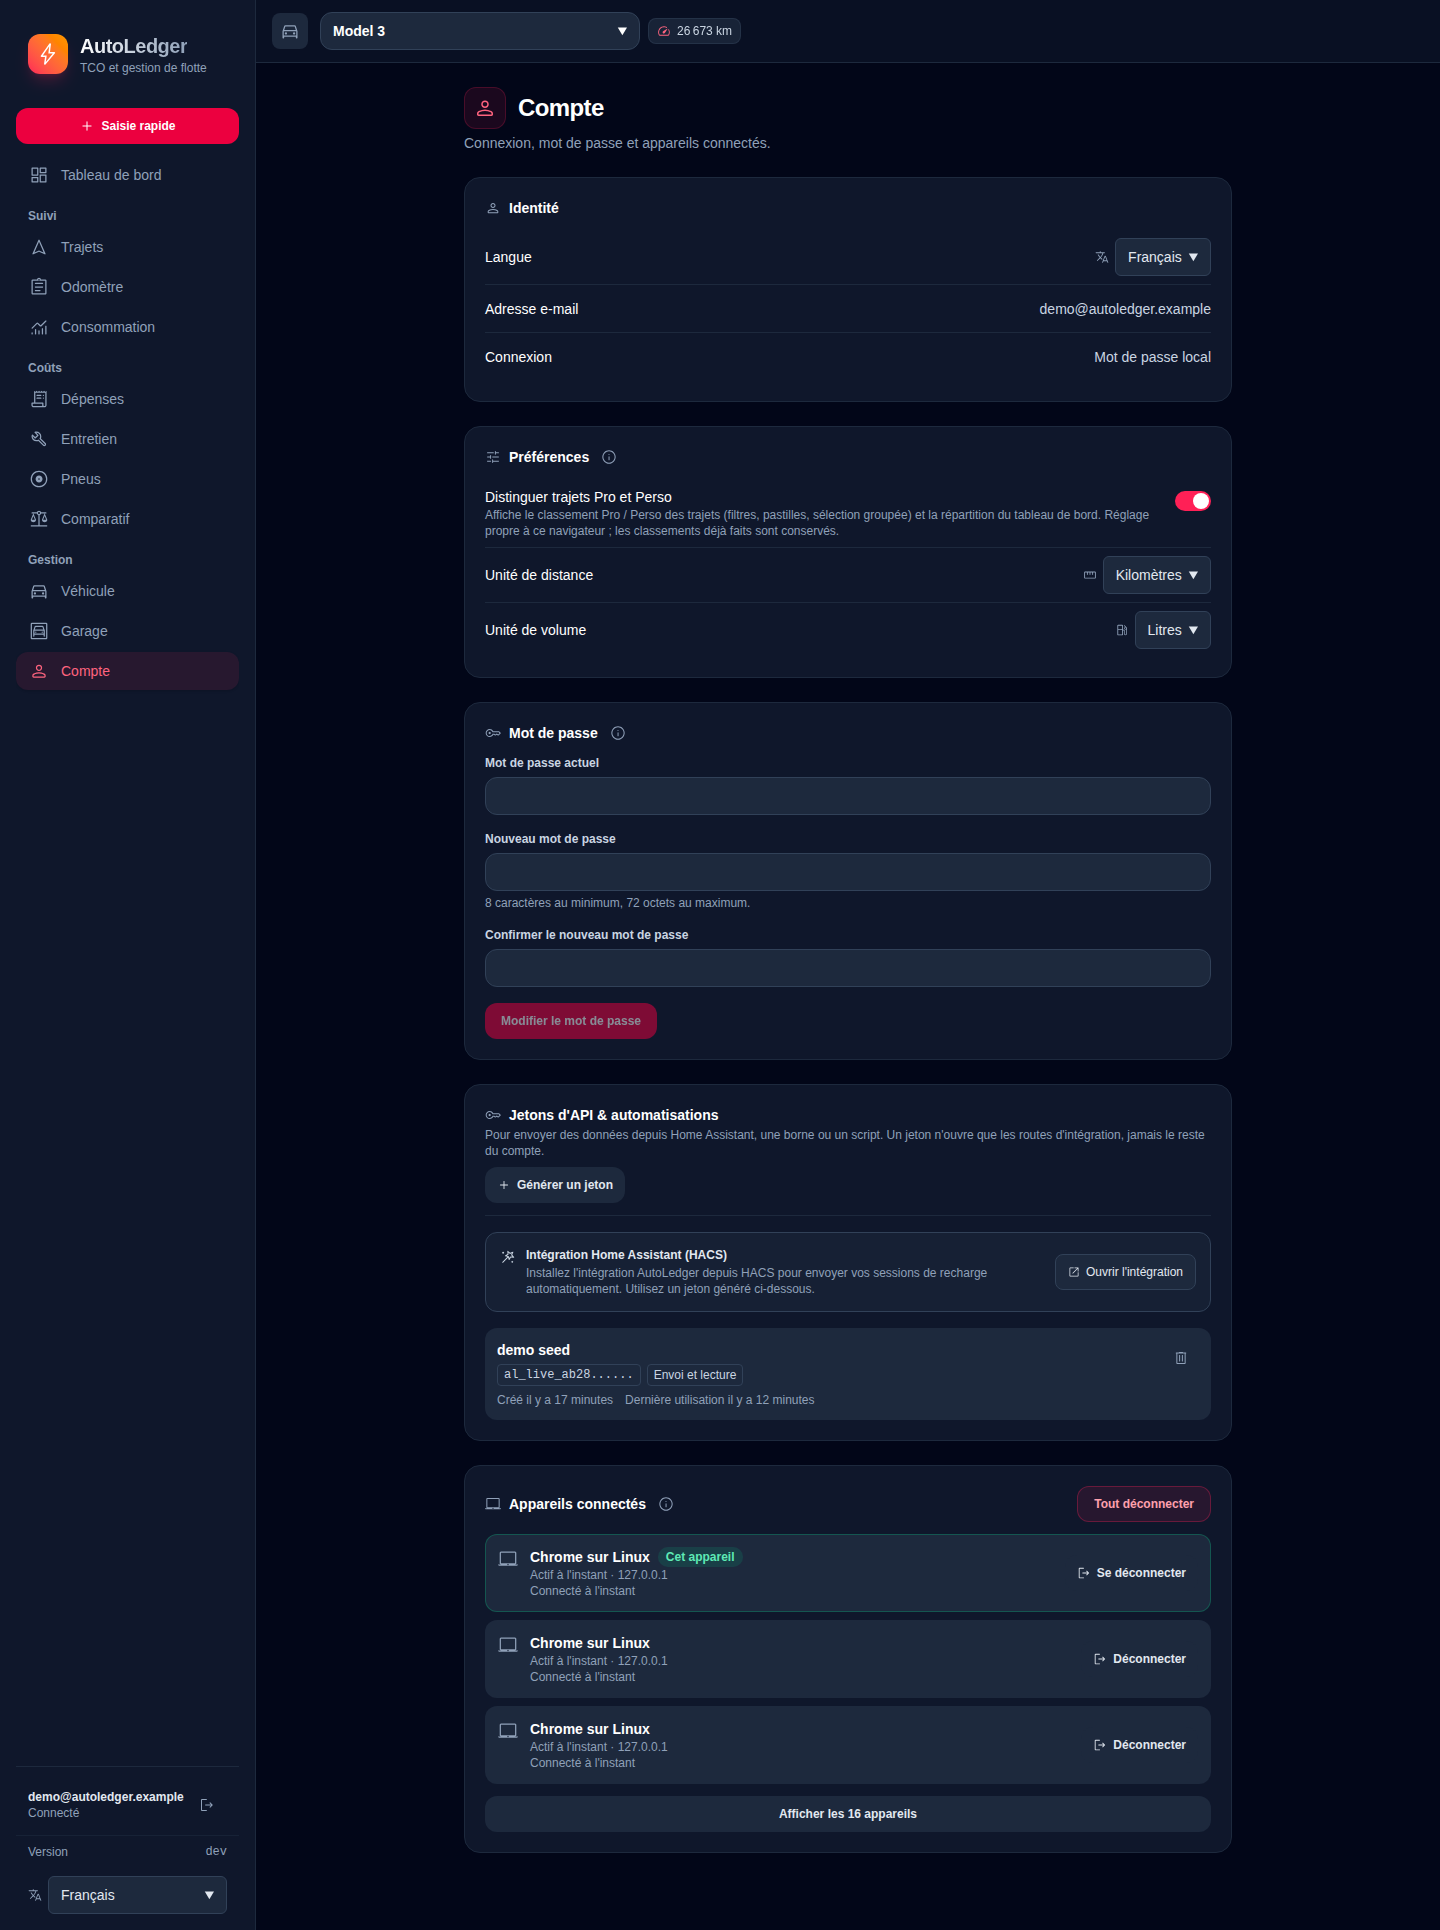 AutoLedger
TCO et gestion de flotte
Saisie rapide
Tableau de bord
Suivi
Trajets
Odomètre
Consommation
Coûts
Dépenses
Entretien
Pneus
Comparatif
Gestion
Véhicule
Garage
Compte
demo@autoledger.example
Connecté
Version dev
Français
Model 3
26 673 km
Compte
Connexion, mot de passe et appareils connectés.
Identité
Langue Français
Adresse e-mail demo@autoledger.example
Connexion Mot de passe local
Préférences
Distinguer trajets Pro et Perso
Affiche le classement Pro / Perso des trajets (filtres, pastilles, sélection groupée) et la répartition du tableau de bord. Réglage
propre à ce navigateur ; les classements déjà faits sont conservés.
Unité de distance Kilomètres
Unité de volume Litres
Mot de passe
Mot de passe actuel
Nouveau mot de passe
8 caractères au minimum, 72 octets au maximum.
Confirmer le nouveau mot de passe
Modifier le mot de passe
Jetons d'API & automatisations
Pour envoyer des données depuis Home Assistant, une borne ou un script. Un jeton n'ouvre que les routes d'intégration, jamais le reste
du compte.
Générer un jeton
Intégration Home Assistant (HACS)
Installez l'intégration AutoLedger depuis HACS pour envoyer vos sessions de recharge
automatiquement. Utilisez un jeton généré ci-dessous.
Ouvrir l'intégration
demo seed
al_live_ab28...... Envoi et lecture
Créé il y a 17 minutes Dernière utilisation il y a 12 minutes
Appareils connectés
Tout déconnecter
Chrome sur Linux Cet appareil
Actif à l'instant · 127.0.0.1
Connecté à l'instant
Se déconnecter
Chrome sur Linux
Actif à l'instant · 127.0.0.1
Connecté à l'instant
Déconnecter
Chrome sur Linux
Actif à l'instant · 127.0.0.1
Connecté à l'instant
Déconnecter
Afficher les 16 appareils